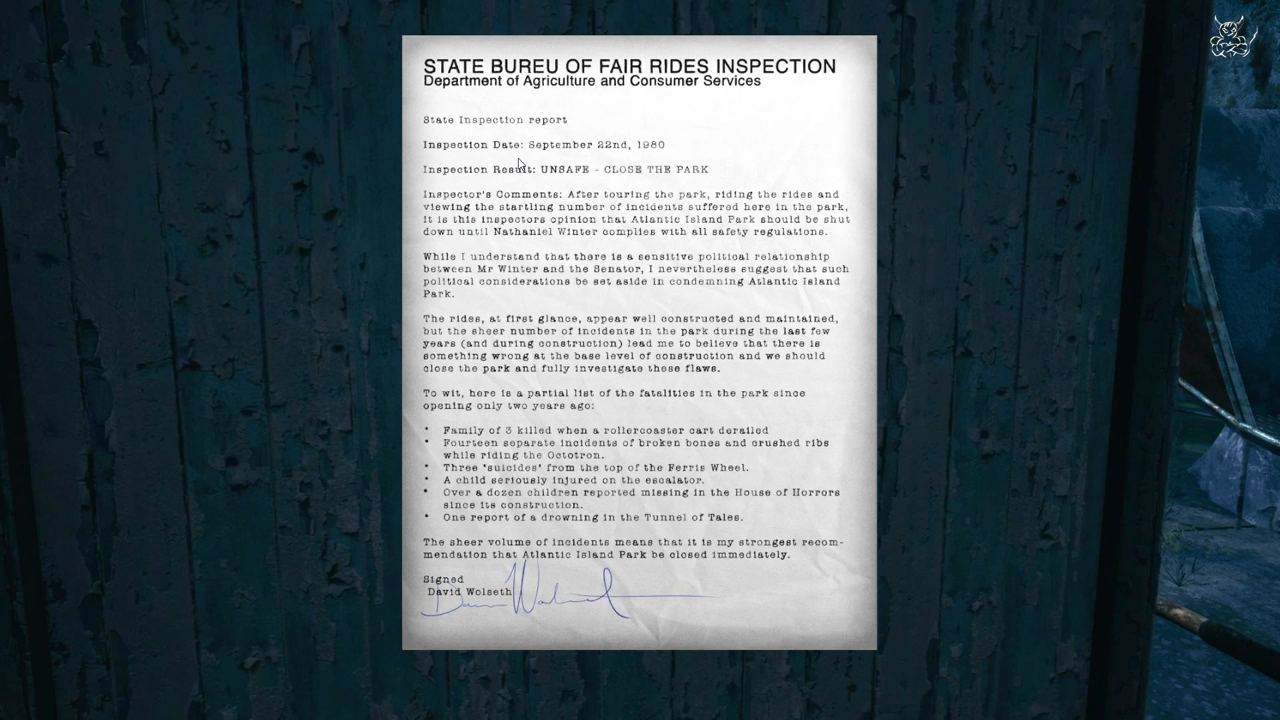 STATE BUREU OF FAIR RIDES INSPECTION
Department of Agriculture and Consumer Services
State Inspection report
Inspection Date: September 22nd, 1980
Inspection Result: UNSAFE - CLOSE THE PARK
Inspector's Comments: After touring the park, riding the rides and
viewing the startling number of incidents suffered here in the park,
it is this inspectors opinion that Atlantic Island Park should be shut
down until Nathaniel Winter complies with all safety regulations.
While I understand that there is a sensitive political relationship
between Mr Winter and the Senator, I nevertheless suggest that such
political considerations be set aside in condemning Atlantic Island
Park.
The rides, at first glance, appear well constructed and maintained,
but the sheer number of incidents in the park during the last few
years (and during construction) lead me to believe that there is
something wrong at the base level of construction and we should
close the park and fully investigate these flaws.
To wit, here is a partial list of the fatalities in the park since
opening only two years ago:
* Family of 3 killed when a rollercoaster cart derailed
* Fourteen separate incidents of broken bones and crushed ribs
while riding the Octotron.
* Three 'suicides' from the top of the Ferris Wheel.
* A child seriously injured on the escalator.
* Over a dozen children reported missing in the House of Horrors
since its construction.
* One report of a drowning in the Tunnel of Tales.
The sheer volume of incidents means that it is my strongest recom-
mendation that Atlantic Island Park be closed immediately.
Signed
David Wolseth